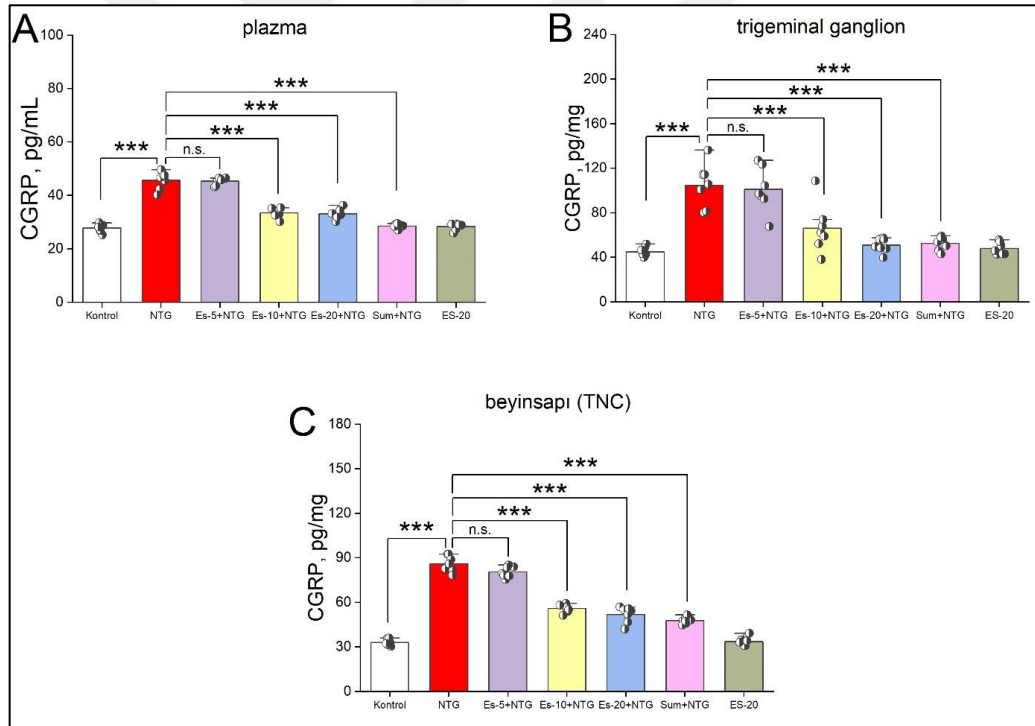 A
plasma
CGRP, pg/mL
100
80
60
40
20
0
***
***
***
***
n.s.
Kontrol NTG Es-5+NTG Es-10+NTG Es-20+NTG Sum+NTG ES-20
B
trigeminal ganglion
CGRP, pg/mg
240
200
160
120
80
40
0
***
***
***
***
n.s.
Kontrol NTG Es-5+NTG Es-10+NTG Es-20+NTG Sum+NTG ES-20
C
beyinsapı (TNC)
CGRP, pg/mg
180
150
120
90
60
30
0
***
***
***
***
n.s.
Kontrol NTG Es-5+NTG Es-10+NTG Es-20+NTG Sum+NTG ES-20